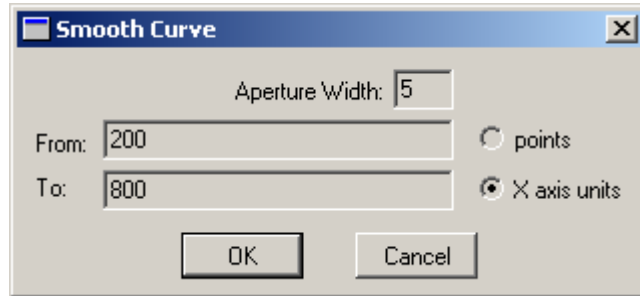 Smooth Curve
Aperture Width: 5
From: 200
points
To: 800
X axis units
OK Cancel